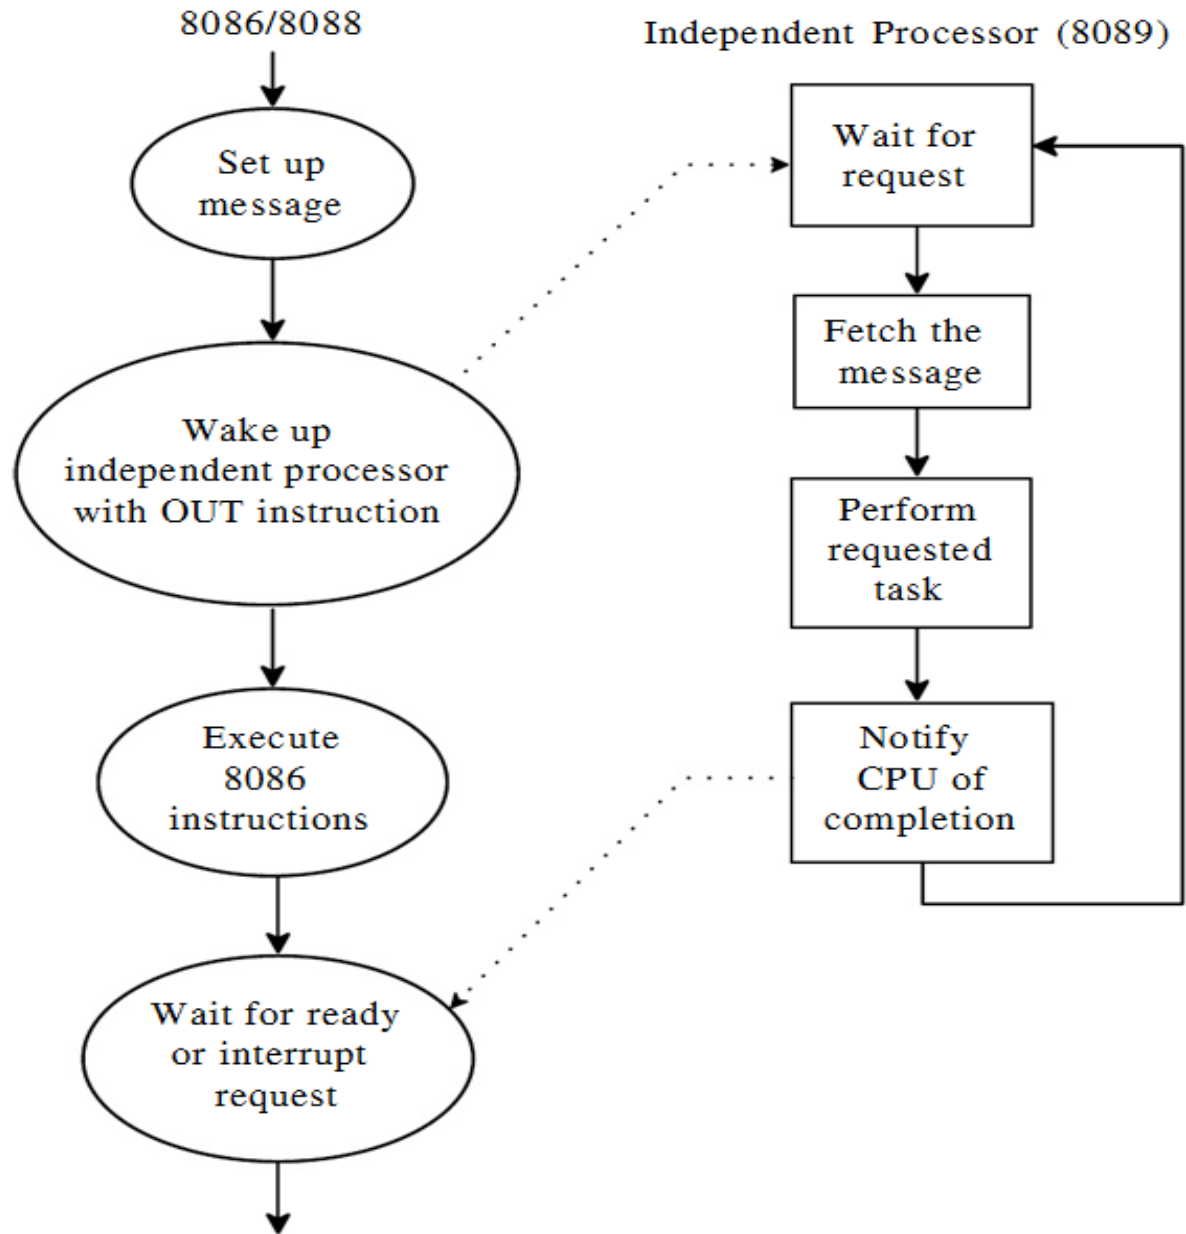 8086/8088
Set up
message
Wake up
independent processor
with OUT instruction
Execute
8086
instructions
Wait for ready
or interrupt
request
Independent Processor (8089)
Wait for
request
Fetch the
message
Perform
requested
task
Notify
CPU of
completion